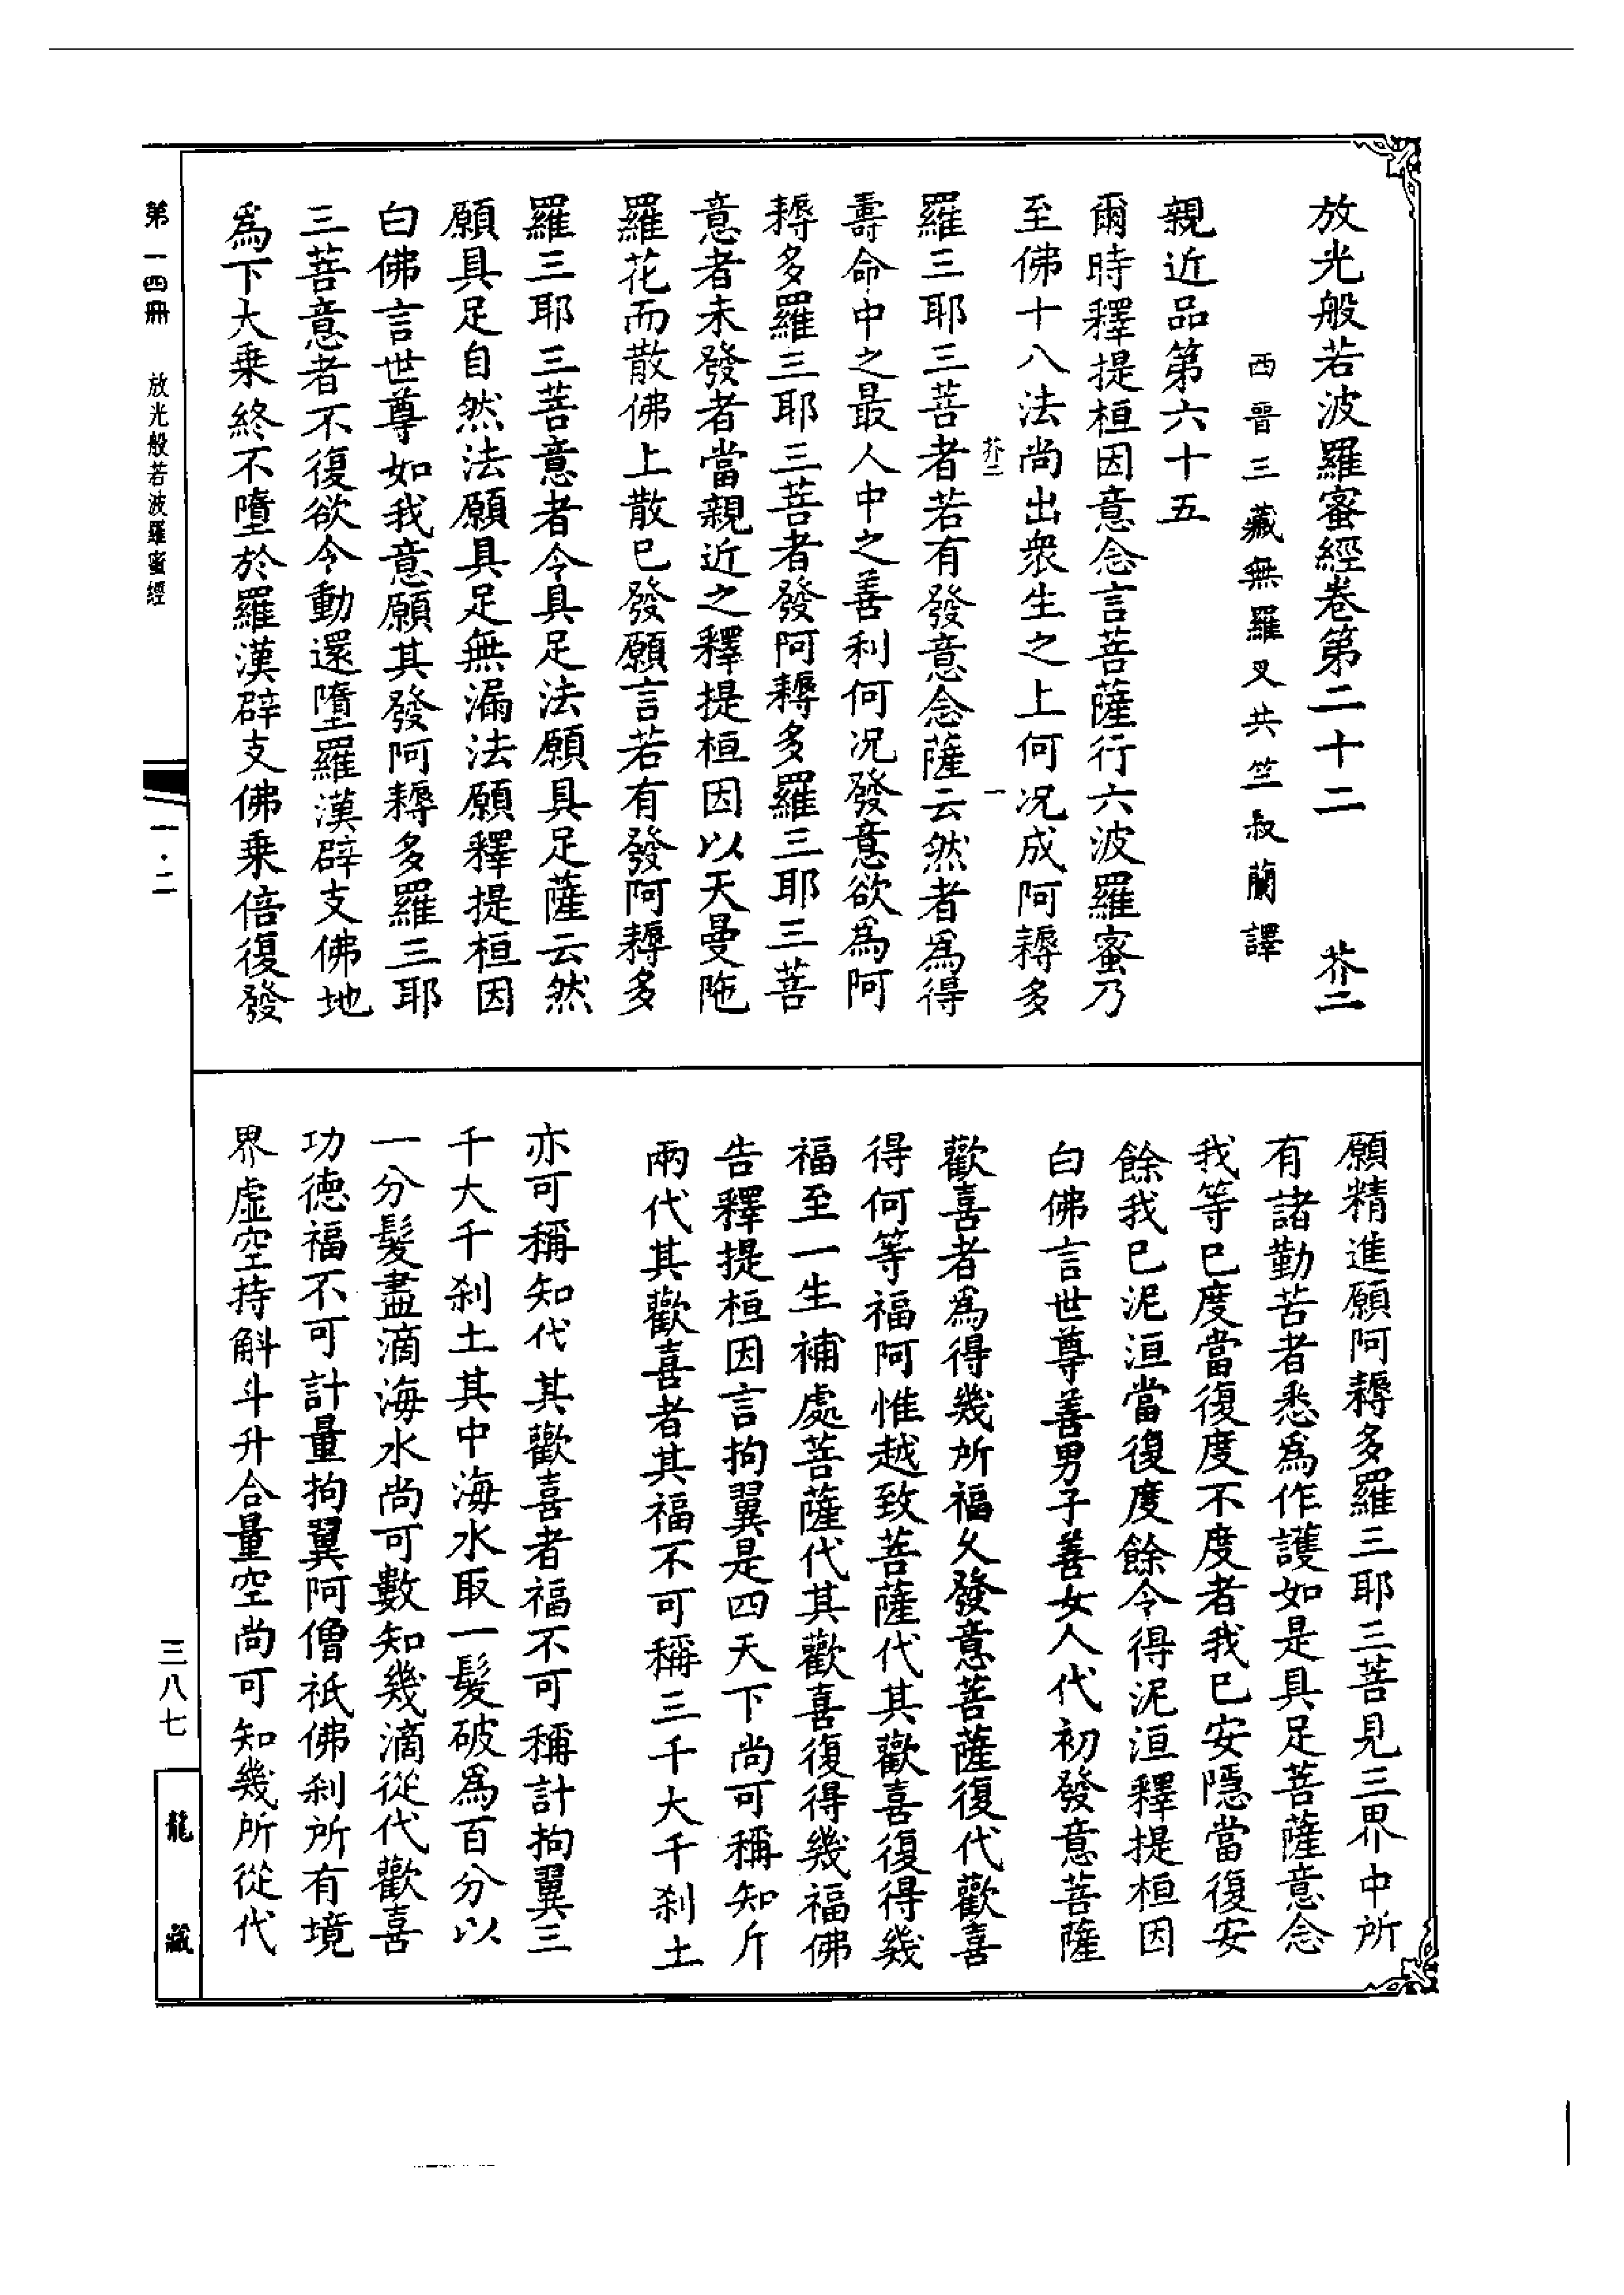 放光般若波羅蜜經卷第二十二　芥二
西晉三藏無羅叉共竺叔蘭譯
親近品第六十五
爾時釋提桓因意念言菩薩行六波羅蜜乃
至佛十八法尚出衆生之上何況成阿耨多
芥二　一
羅三耶三菩者若有發意念薩云然者爲得
壽命中之最人中之善利何況發意欲爲阿
耨多羅三耶三菩者發阿耨多羅三耶三菩
意者未發者當親近之釋提桓因以天曼陁
羅花而散佛上散已發願言若有發阿耨多
羅三耶三菩意者令具足法願具足薩云然
願具足自然法願具足無漏法願釋提桓因
白佛言世尊如我意願其發阿耨多羅三耶
三菩意者不復欲令動還墮羅漢辟支佛地
爲下大乘終不墮於羅漢辟支佛乘倍復發
願精進願阿耨多羅三耶三菩見三界中所
有諸勤苦者悉爲作護如是具足菩薩意念
我等已度當復度不度者我已安隱當復安
餘我已泥洹當復度餘令得泥洹釋提桓因
白佛言世尊善男子善女人代初發意菩薩
歡喜者爲得幾所福久發意菩薩復代歡喜
得何等福阿惟越致菩薩代其歡喜復得幾
福至一生補處菩薩代其歡喜復得幾福佛
告釋提桓因言拘翼是四天下尚可稱知斤
兩代其歡喜者其福不可稱三千大千刹土
亦可稱知代其歡喜者福不可稱計拘翼三
千大千刹土其中海水取一髮破爲百分以
一分髮盡滴海水尚可數知幾滴從代歡喜
功德福不可計量拘翼阿僧祇佛刹所有境
界虛空持斛斗升合量空尚可知幾所從代
第一四冊　放光般若波羅蜜經
一·二
三八七
龍藏